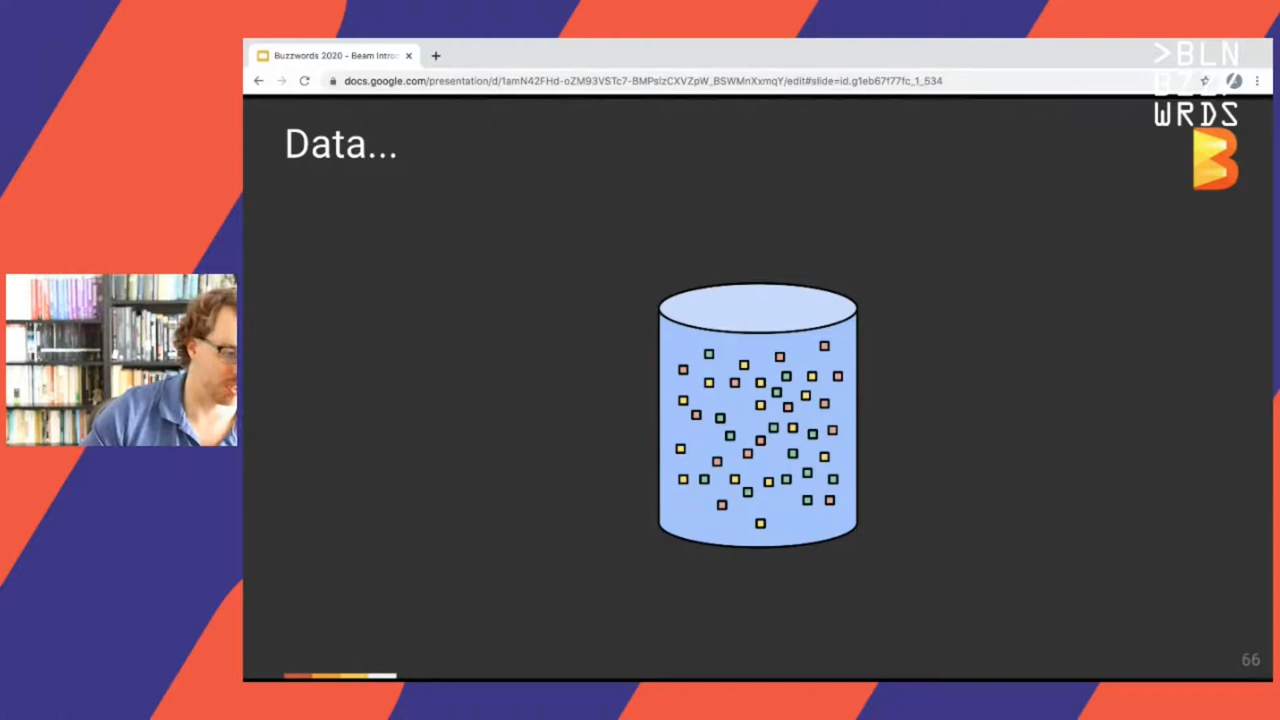 Buzzwords 2020 - Beam Intro
docs.google.com/presentation/d/1amN42FHd-oZM93VSTc7-BMPslzCXVZpW_BSWMnXxmqY/edit#slide=id.g1eb67f77fc_1_534
>BLN
BZZ
WRDS
Data...
66